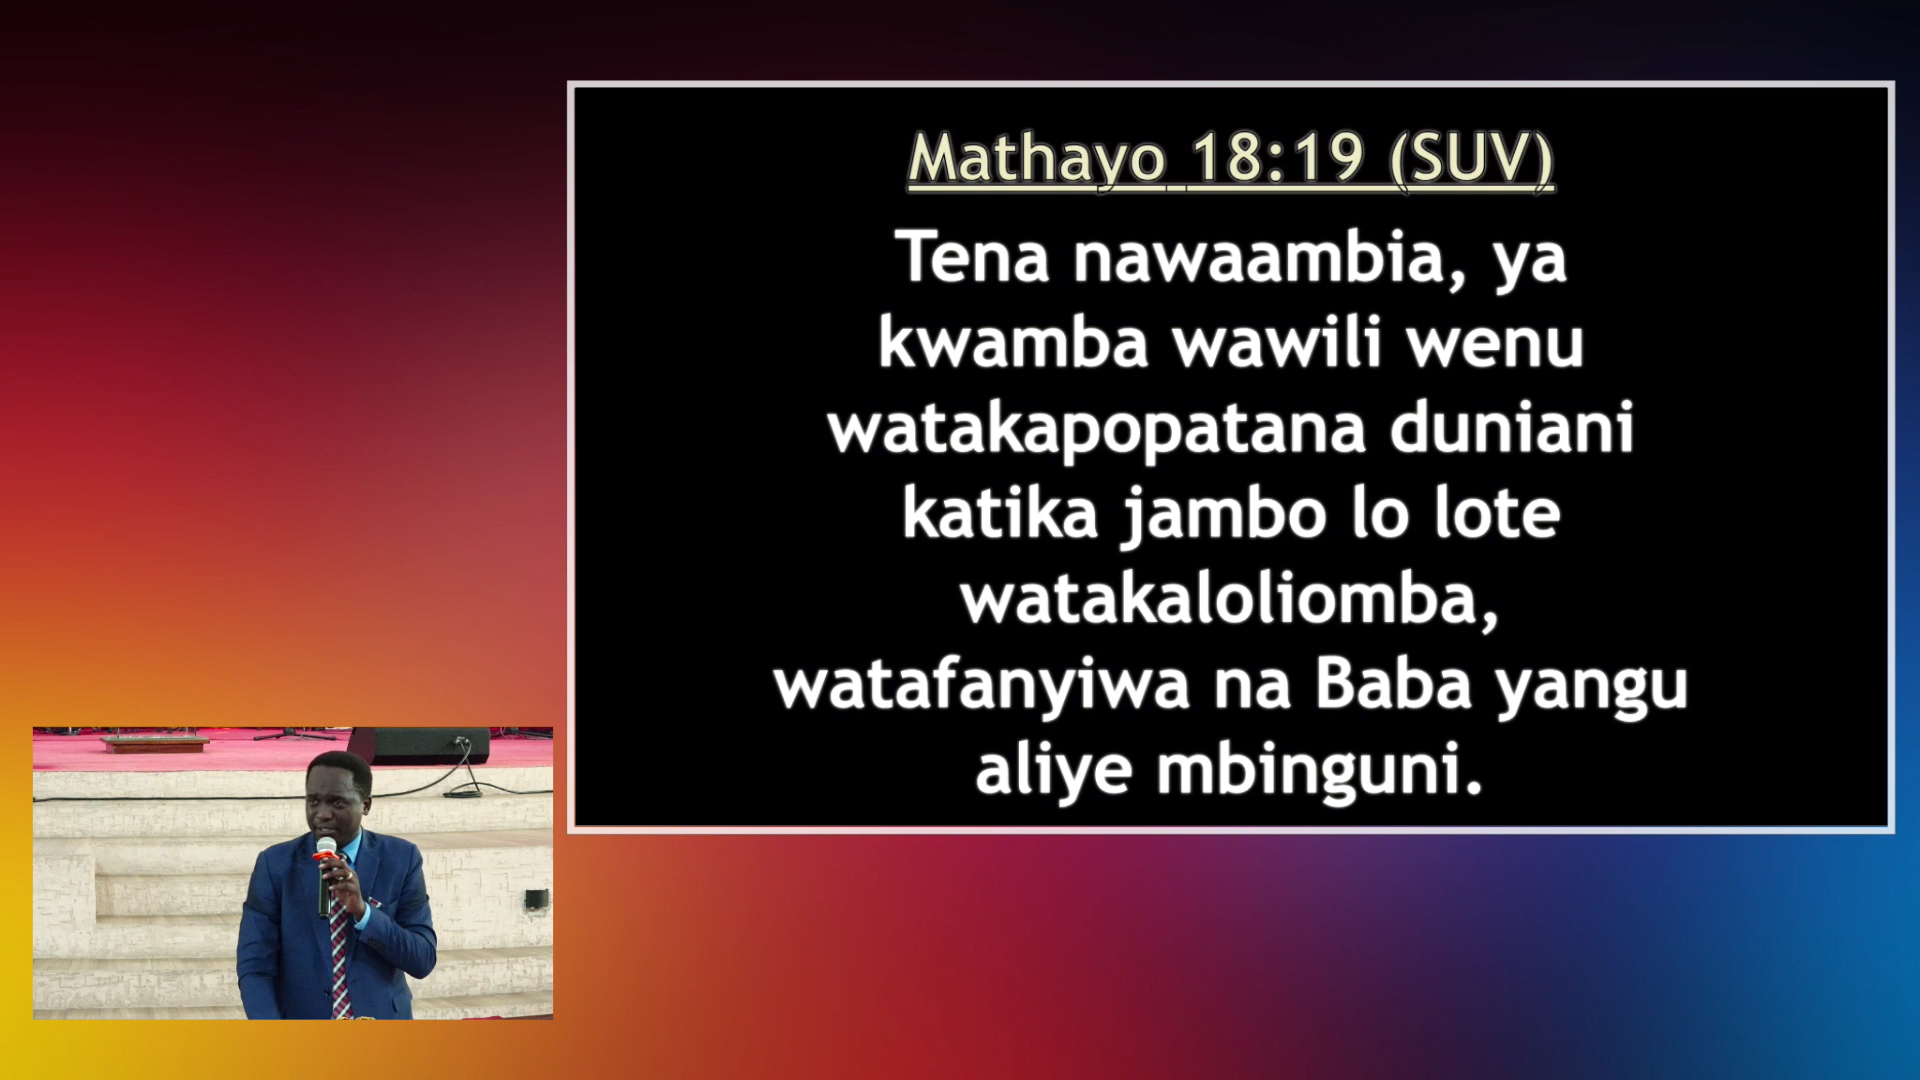 Mathayo 18:19 (SUV)
Tena nawaambia, ya
kwamba wawili wenu
watakapopatana duniani
katika jambo lo lote
watakaloliomba,
watafanyiwa na Baba yangu
aliye mbinguni.